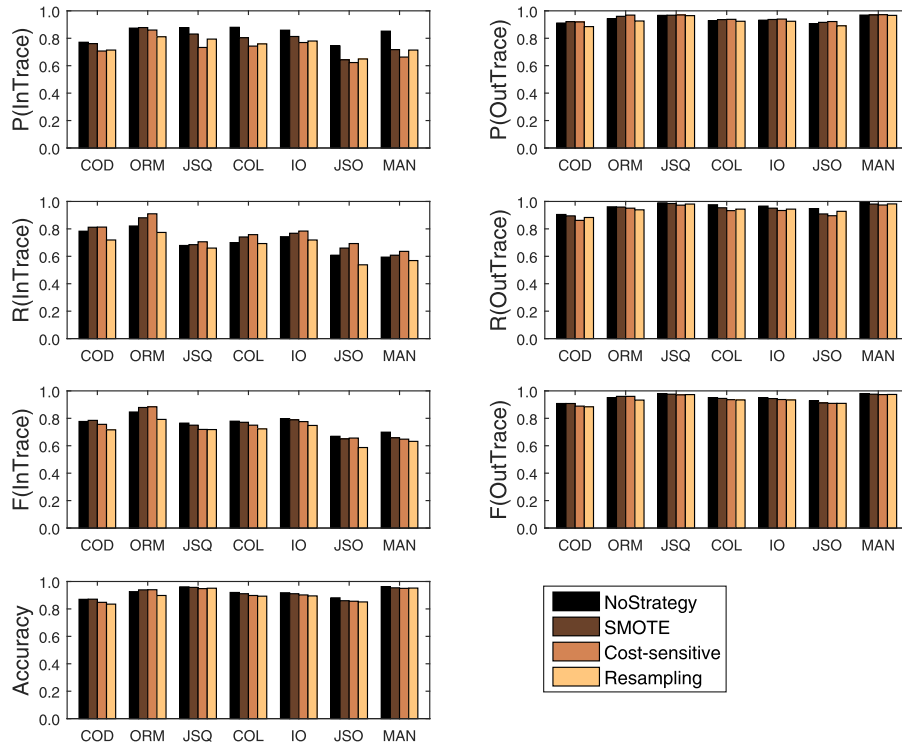 P(InTrace)
1.0
0.8
0.6
0.4
0.2
0.0
COD ORM JSQ COL IO JSO MAN
P(OutTrace)
1.0
0.8
0.6
0.4
0.2
0.0
COD ORM JSQ COL IO JSO MAN
R(InTrace)
1.0
0.8
0.6
0.4
0.2
0.0
COD ORM JSQ COL IO JSO MAN
R(OutTrace)
1.0
0.8
0.6
0.4
0.2
0.0
COD ORM JSQ COL IO JSO MAN
F(InTrace)
1.0
0.8
0.6
0.4
0.2
0.0
COD ORM JSQ COL IO JSO MAN
F(OutTrace)
1.0
0.8
0.6
0.4
0.2
0.0
COD ORM JSQ COL IO JSO MAN
Accuracy
1.0
0.8
0.6
0.4
0.2
0.0
COD ORM JSQ COL IO JSO MAN
NoStrategy
SMOTE
Cost-sensitive
Resampling